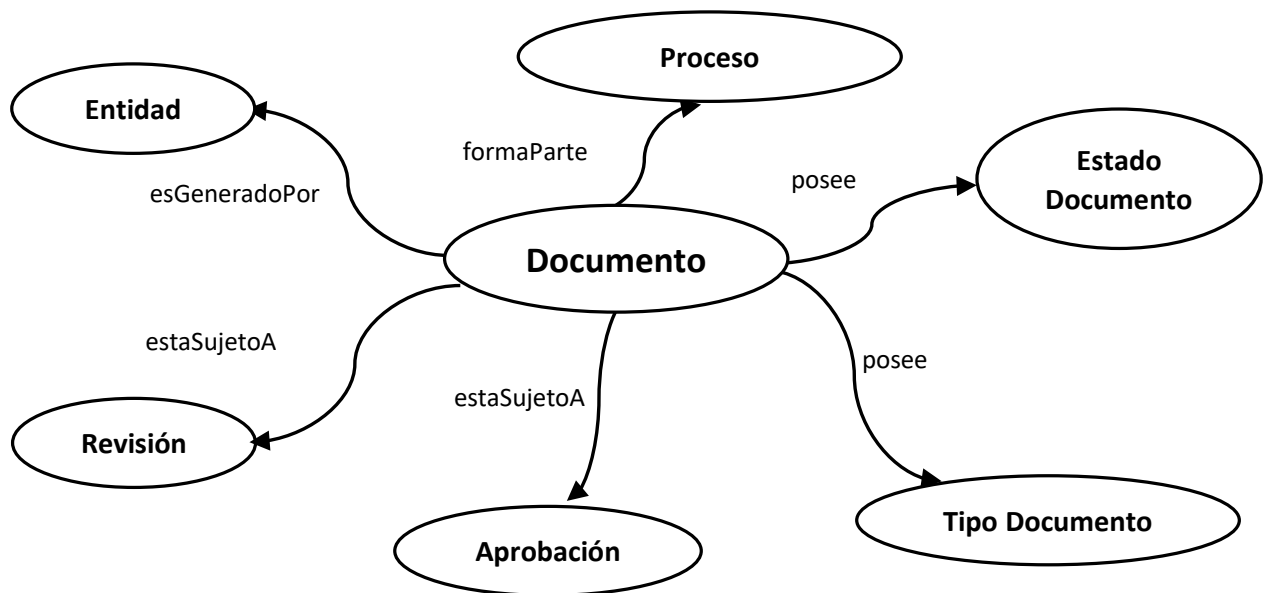 Proceso
Entidad
formaParte
Estado
Documento
posee
esGeneradoPor
Documento
estaSujetoA
posee
estaSujetoA
Revisión
Tipo Documento
Aprobación